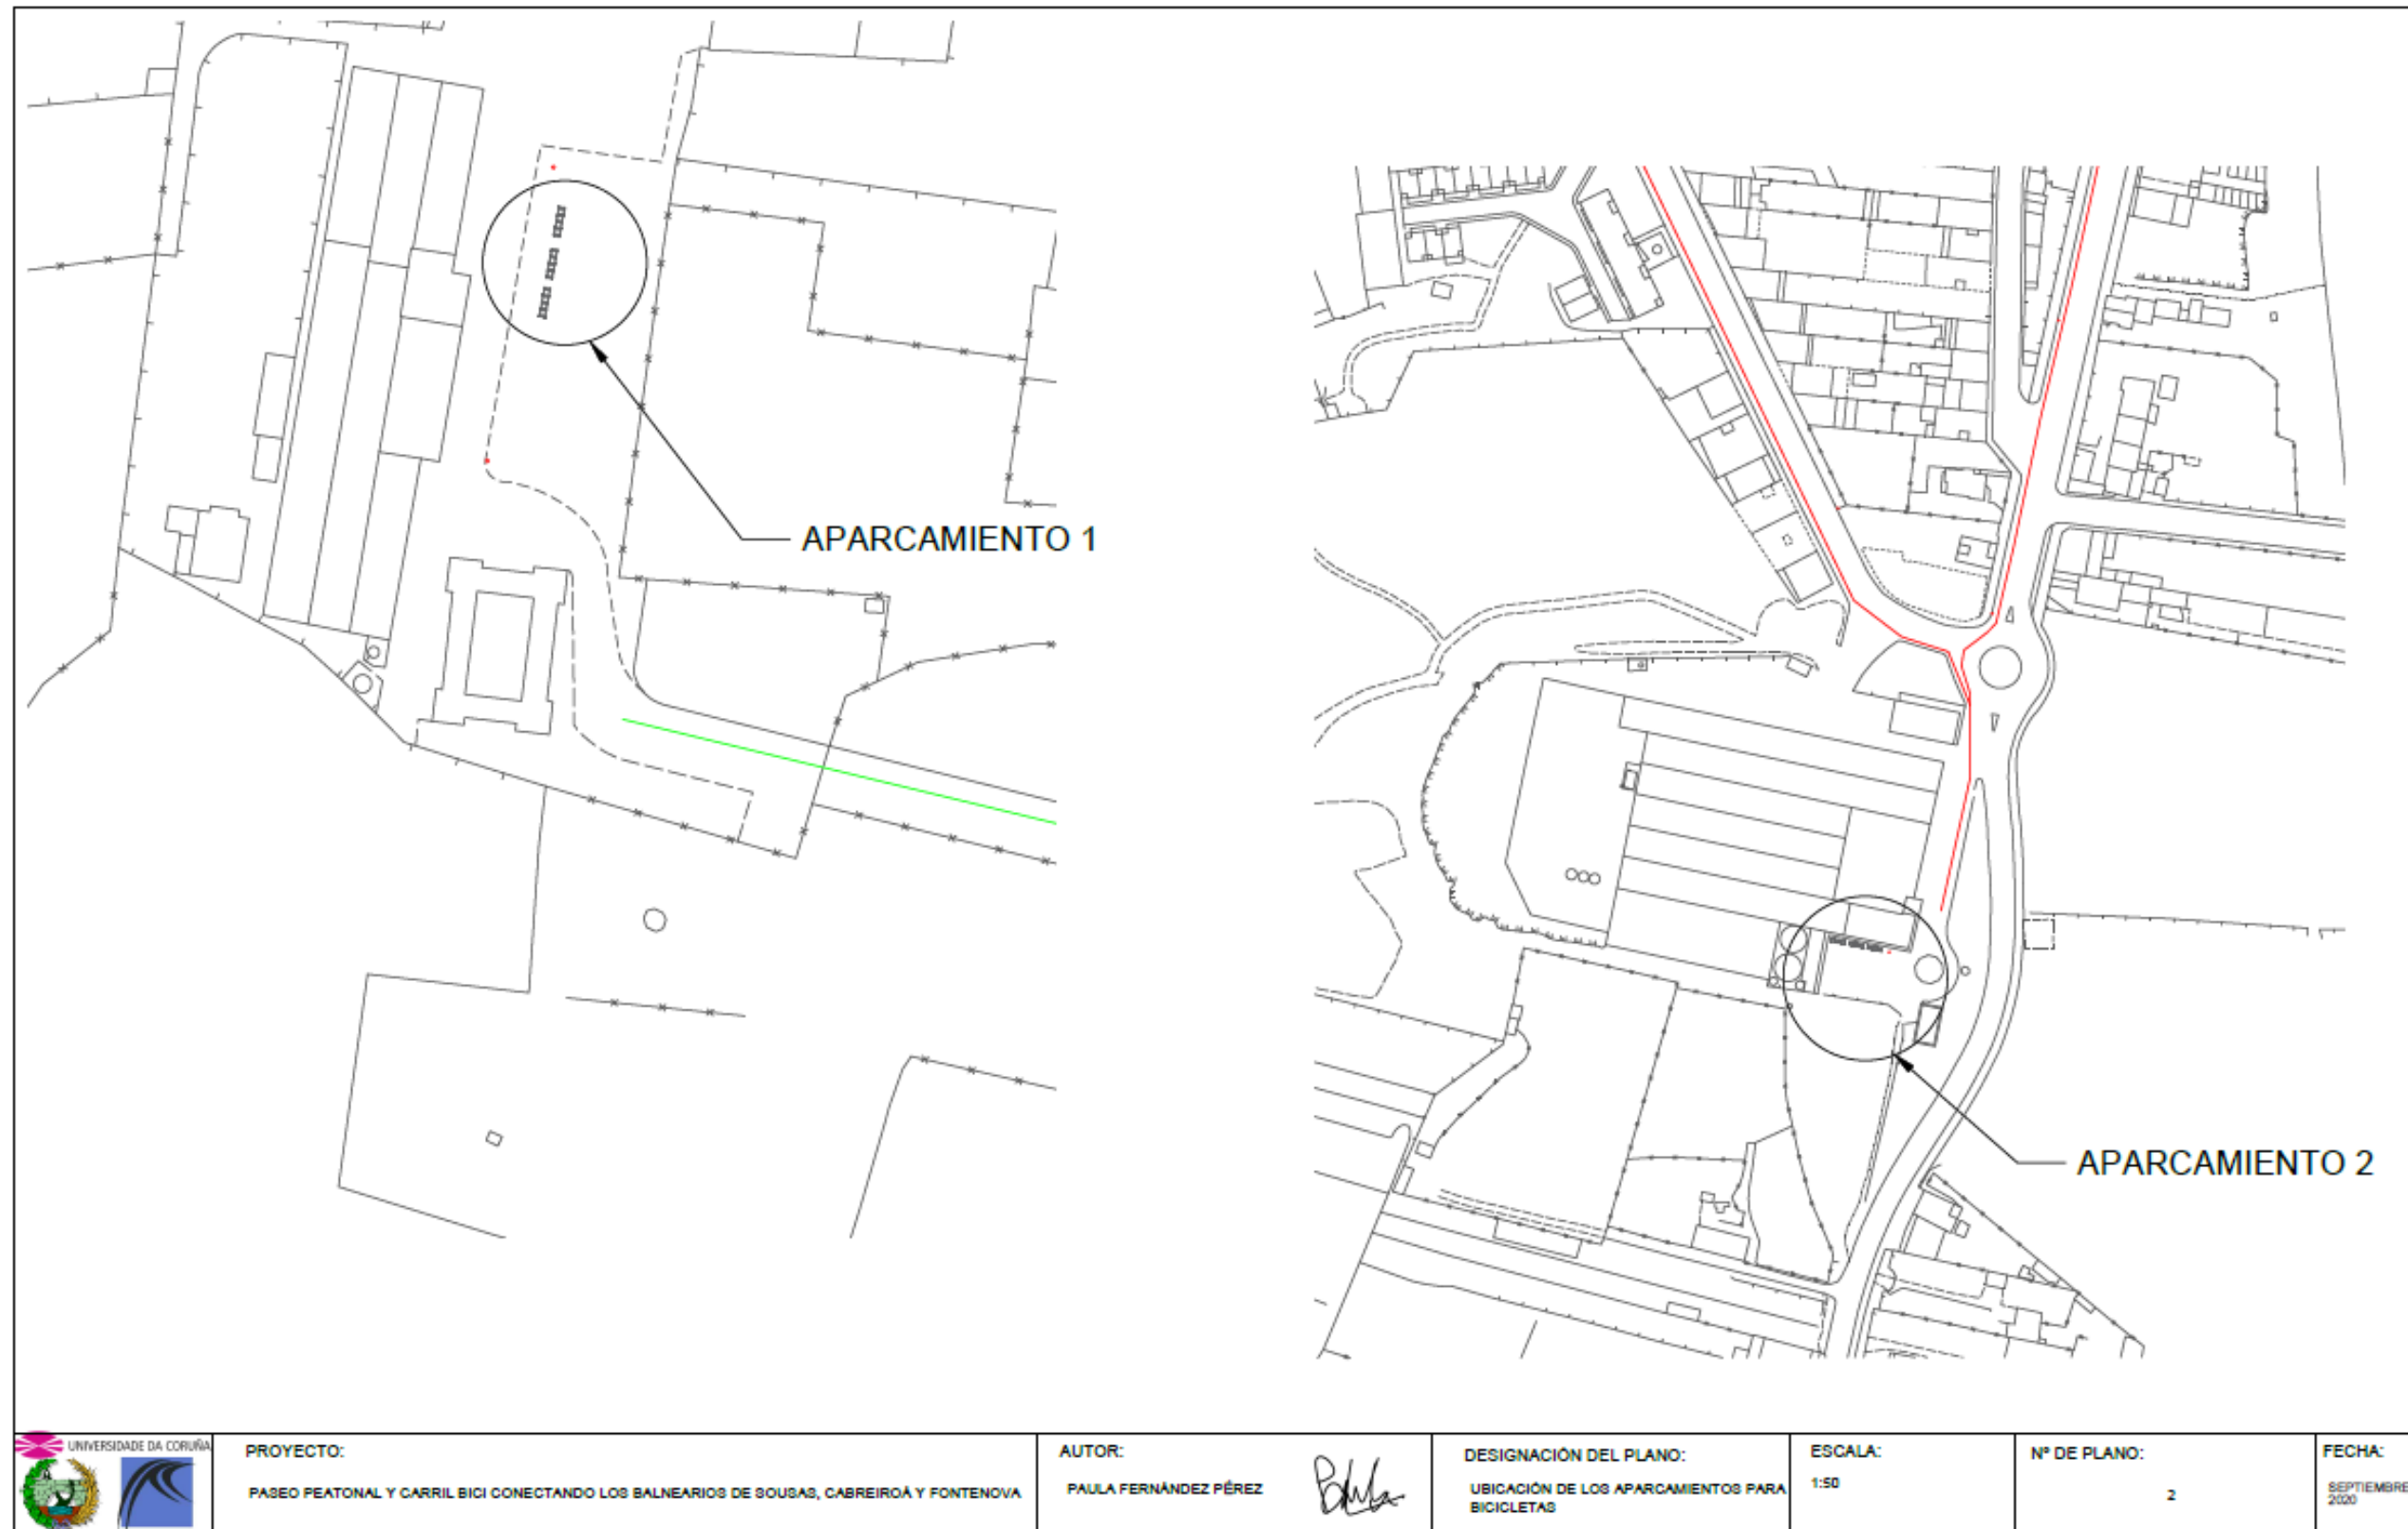 APARCAMIENTO 1
APARCAMIENTO 2
UNIVERSIDADE DA CORUÑA
PROYECTO:
PASEO PEATONAL Y CARRIL BICI CONECTANDO LOS BALNEARIOS DE SOUSAS, CABREIROÁ Y FONTENOVA
AUTOR:
PAULA FERNÁNDEZ PÉREZ
DESIGNACIÓN DEL PLANO:
UBICACIÓN DE LOS APARCAMIENTOS PARA
BICICLETAS
ESCALA:
1:50
Nº DE PLANO:
2
FECHA:
SEPTIEMBRE
2020